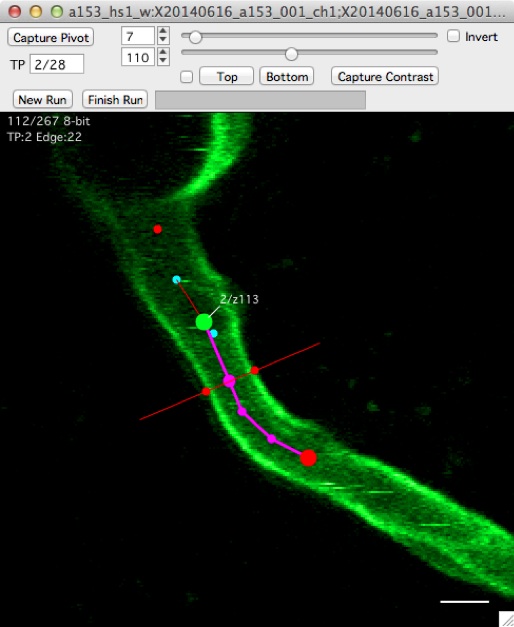 a153_hs1_w:X20140616_a153_001_ch1;X20140616_a153_001...
Capture Pivot
7
Invert
TP
2/28
110
Top
Bottom
Capture Contrast
New Run
Finish Run
112/267 8-bit
TP:2 Edge:22
2/z113